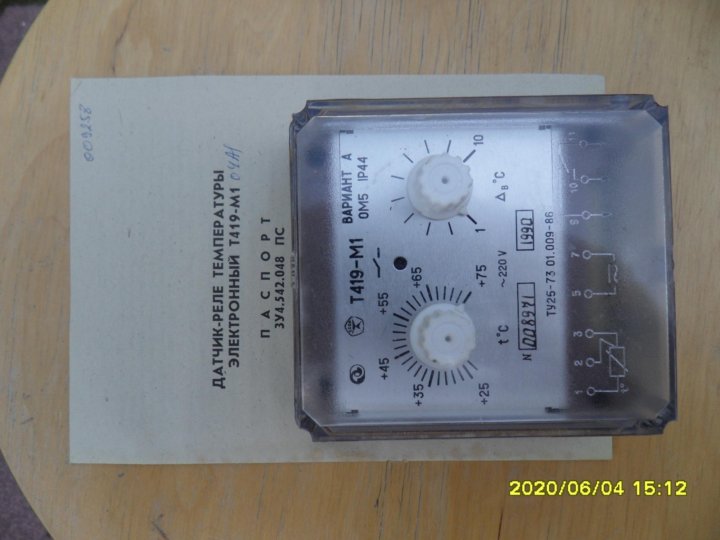 009258
ДАТЧИК-РЕЛЕ ТЕМПЕРАТУРЫ
ЭЛЕКТРОННЫЙ Т419-М1 04А1
ПАСПОРТ
3У4.542.048 ПС
Т419-М1 ВАРИАНТ А
ОМ5 IP44
+25 +35 +45 +55 +65 +75
1 10
t°C ~220 V Δв°C
N 008971 1990
ТУ25-73 01.009-86
1 2 3 5 7 9 10 11
t°
2020/06/04 15:12